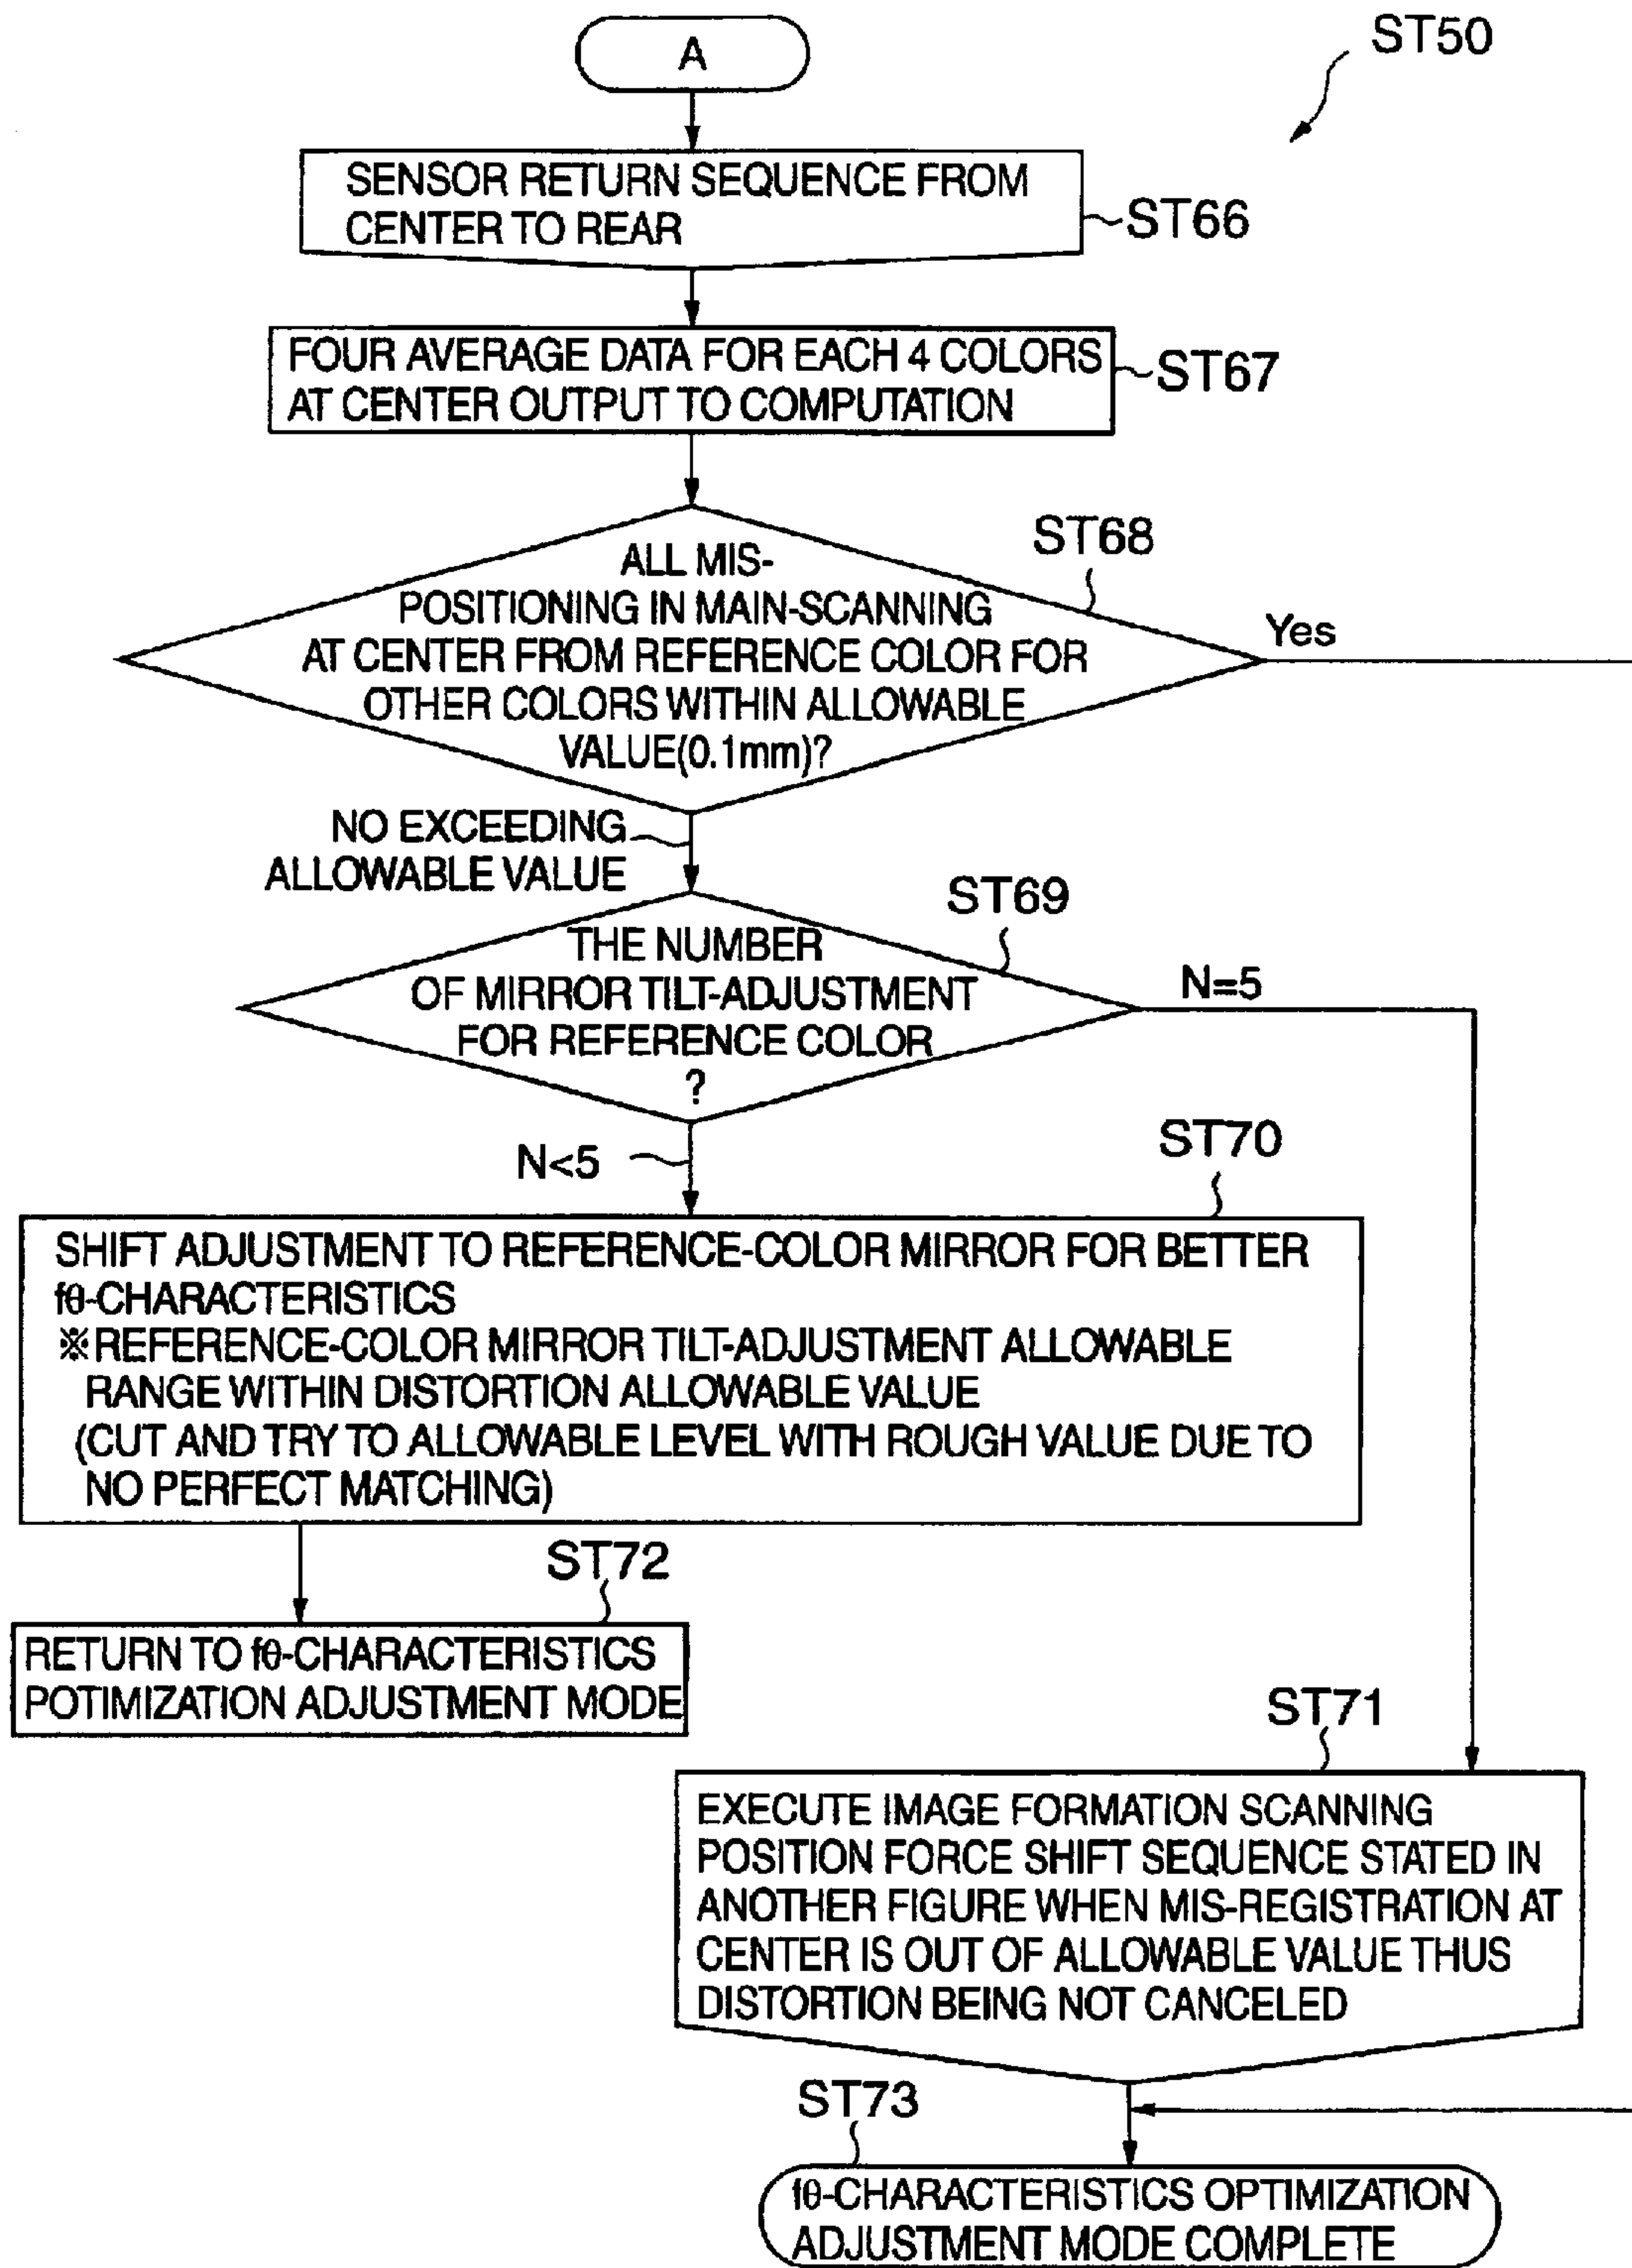 A
ST50
SENSOR RETURN SEQUENCE FROM
CENTER TO REAR
ST66
FOUR AVERAGE DATA FOR EACH 4 COLORS
AT CENTER OUTPUT TO COMPUTATION
ST67
ST68
ALL MIS-
POSITIONING IN MAIN-SCANNING
AT CENTER FROM REFERENCE COLOR FOR
OTHER COLORS WITHIN ALLOWABLE
VALUE(0.1mm)?
Yes
NO EXCEEDING
ALLOWABLE VALUE
ST69
THE NUMBER
OF MIRROR TILT-ADJUSTMENT
FOR REFERENCE COLOR
?
N=5
N<5
ST70
SHIFT ADJUSTMENT TO REFERENCE-COLOR MIRROR FOR BETTER
fθ-CHARACTERISTICS
※REFERENCE-COLOR MIRROR TILT-ADJUSTMENT ALLOWABLE
RANGE WITHIN DISTORTION ALLOWABLE VALUE
(CUT AND TRY TO ALLOWABLE LEVEL WITH ROUGH VALUE DUE TO
NO PERFECT MATCHING)
ST72
RETURN TO fθ-CHARACTERISTICS
POTIMIZATION ADJUSTMENT MODE
ST71
EXECUTE IMAGE FORMATION SCANNING
POSITION FORCE SHIFT SEQUENCE STATED IN
ANOTHER FIGURE WHEN MIS-REGISTRATION AT
CENTER IS OUT OF ALLOWABLE VALUE THUS
DISTORTION BEING NOT CANCELED
ST73
fθ-CHARACTERISTICS OPTIMIZATION
ADJUSTMENT MODE COMPLETE